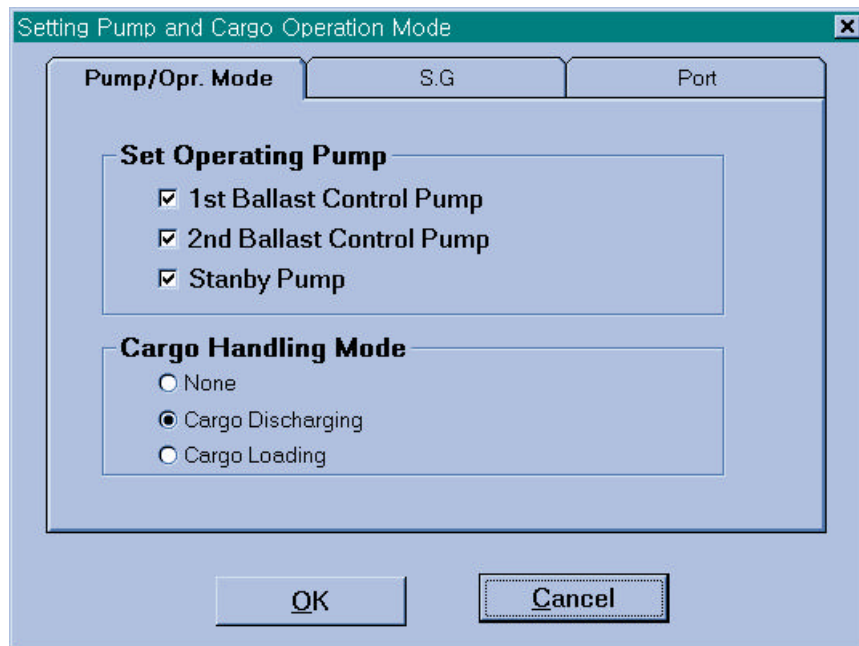 Setting Pump and Cargo Operation Mode
Pump/Opr. Mode S.G Port
Set Operating Pump
1st Ballast Control Pump
2nd Ballast Control Pump
Stanby Pump
Cargo Handling Mode
None
Cargo Discharging
Cargo Loading
OK Cancel